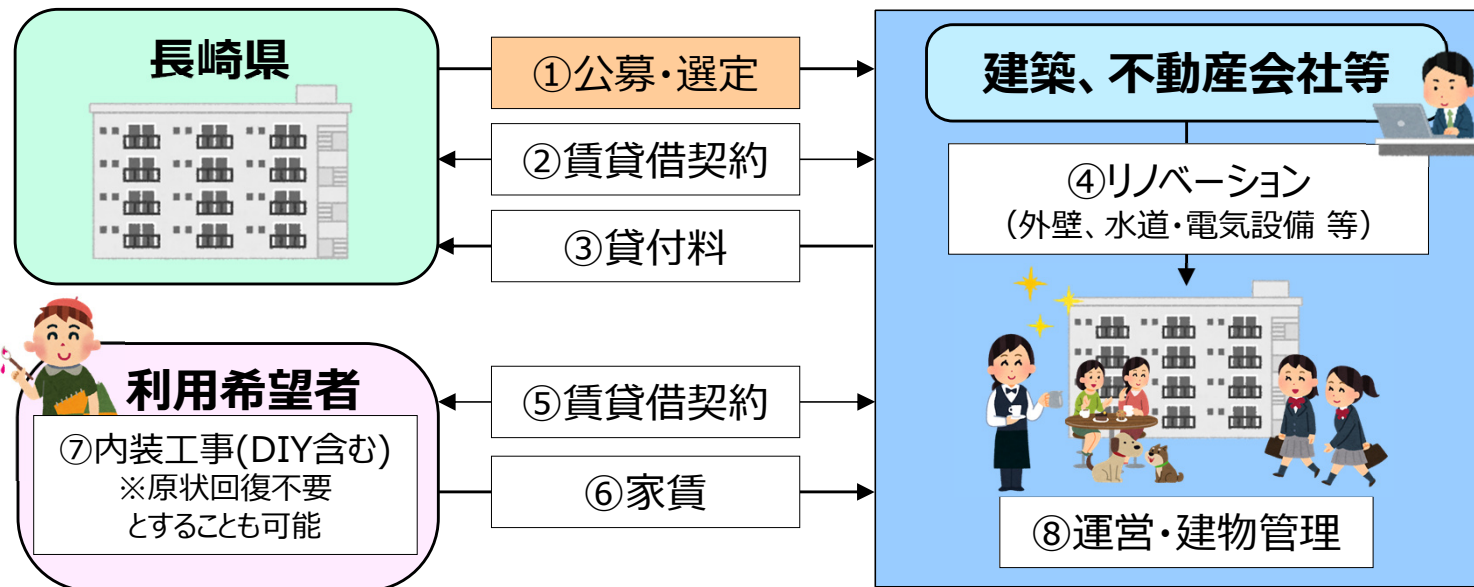 長崎県
①公募・選定
②賃貸借契約
③貸付料
建築、不動産会社等
④リノベーション
（外壁、水道・電気設備 等）
利用希望者
⑦内装工事(DIY含む)
※原状回復不要
とすることも可能
⑤賃貸借契約
⑥家賃
⑧運営・建物管理